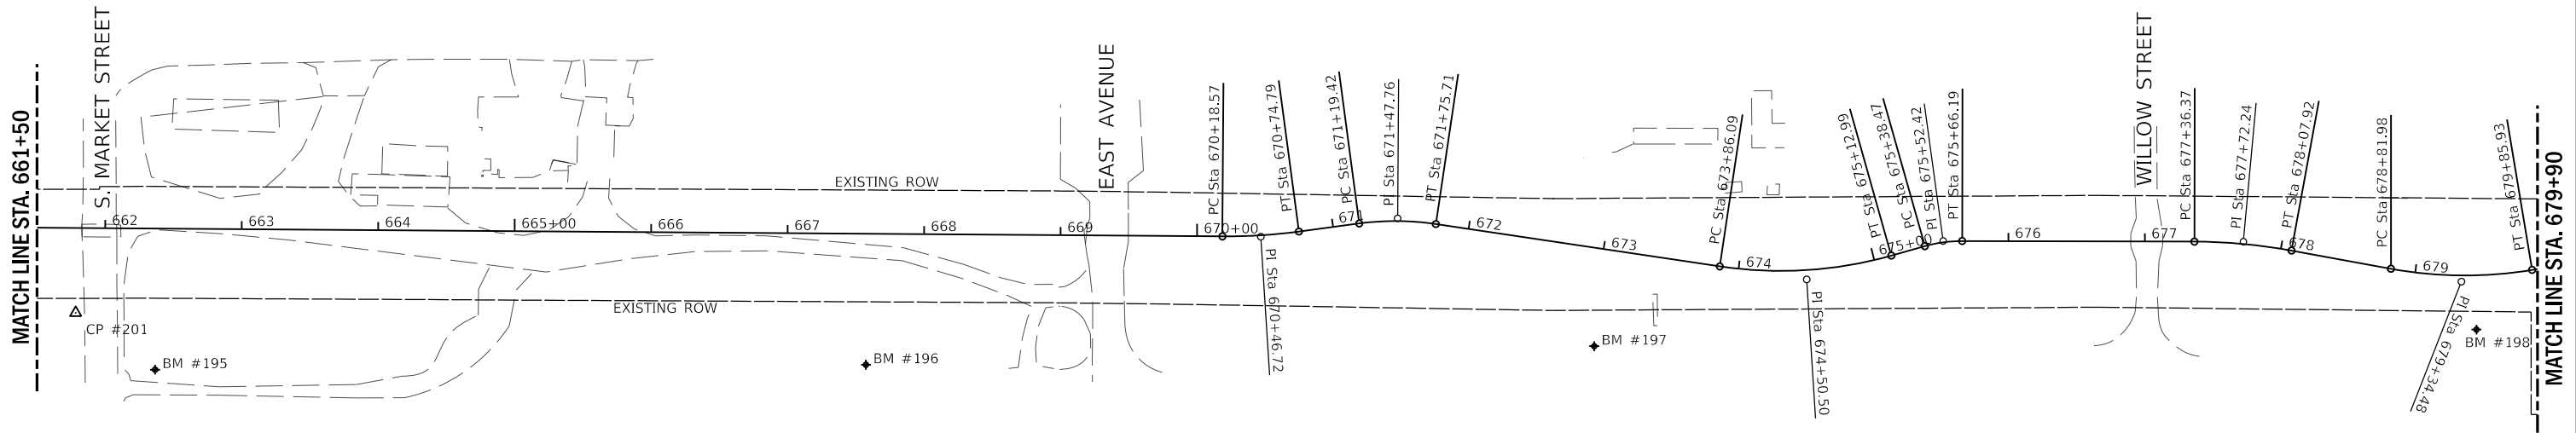 MATCH LINE STA. 661+50
S. MARKET STREET
EAST AVENUE
WILLOW STREET
MATCH LINE STA. 679+90
EXISTING ROW
EXISTING ROW
662
663
664
665+00
666
667
668
669
670+00
671
672
673
674
675+00
676
677
678
679
PC Sta 670+18.57
PI Sta 670+46.72
PT Sta 670+74.79
PC Sta 671+19.42
PI Sta 671+47.76
PT Sta 671+75.71
PC Sta 673+86.09
PI Sta 674+50.50
PT Sta 675+12.99
PC Sta 675+38.47
PI Sta 675+52.42
PT Sta 675+66.19
PC Sta 677+36.37
PI Sta 677+72.24
PT Sta 678+07.92
PC Sta 678+81.98
PI Sta 679+34.48
PT Sta 679+85.93
CP #201
BM #195
BM #196
BM #197
BM #198